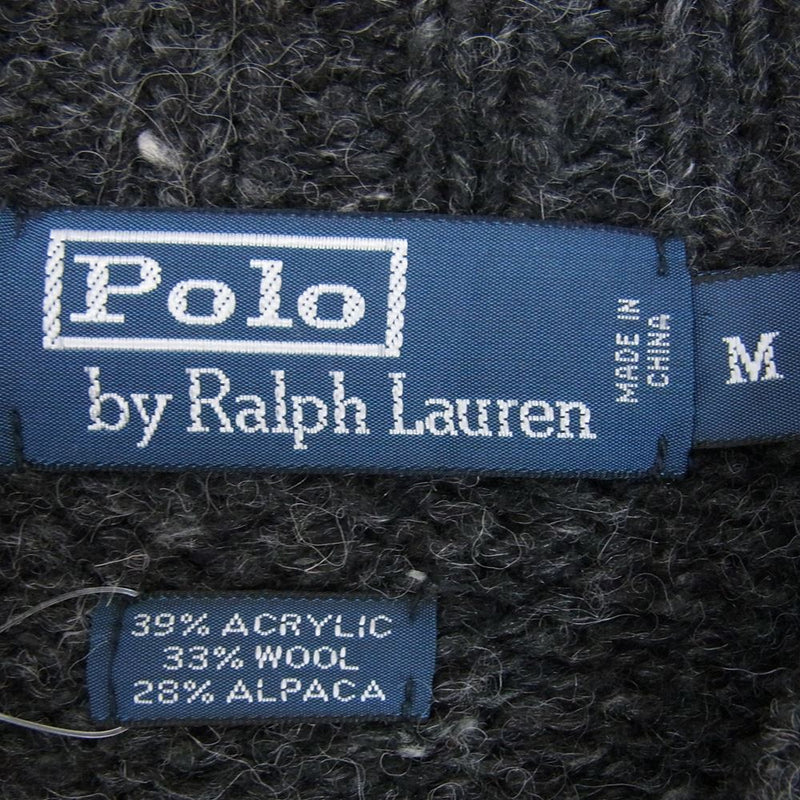 Polo
by Ralph Lauren
MADE IN
CHINA
M
39% ACRYLIC
33% WOOL
28% ALPACA